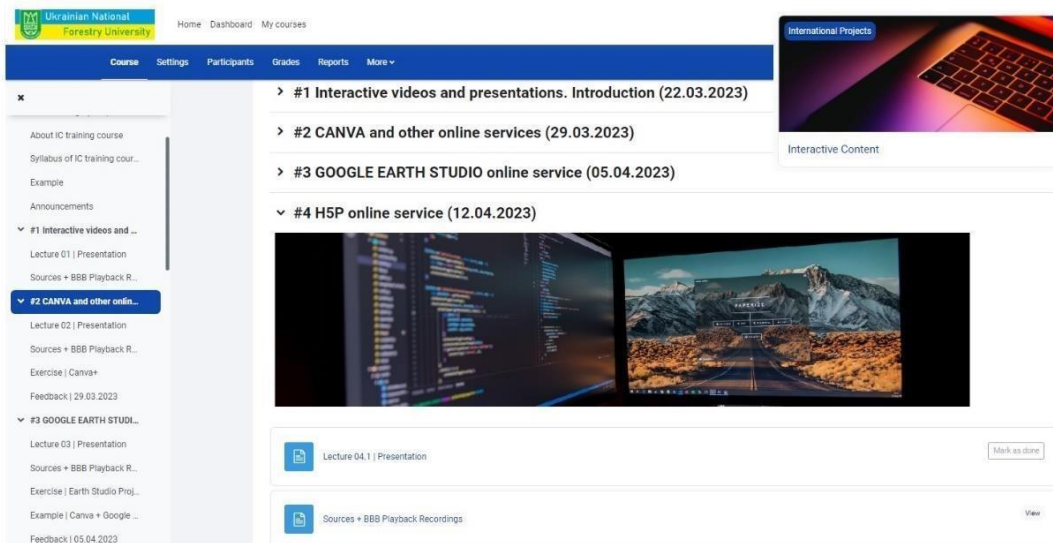 Ukrainian National
Forestry University
Home Dashboard My courses
International Projects
Interactive Content
Course Settings Participants Grades Reports More
About IC training course
Syllabus of IC training cour...
Example
Announcements
#1 Interactive videos and ...
Lecture 01 | Presentation
Sources + BBB Playback R...
#2 CANVA and other onlin...
Lecture 02 | Presentation
Sources + BBB Playback R...
Exercise | Canva+
Feedback | 29.03.2023
#3 GOOGLE EARTH STUDI...
Lecture 03 | Presentation
Sources + BBB Playback R...
Exercise | Earth Studio Proj...
Example | Canva + Google ...
Feedback | 05.04.2023
#1 Interactive videos and presentations. Introduction (22.03.2023)
#2 CANVA and other online services (29.03.2023)
#3 GOOGLE EARTH STUDIO online service (05.04.2023)
#4 H5P online service (12.04.2023)
Lecture 04.1 | Presentation
Mark as done
Sources + BBB Playback Recordings
View